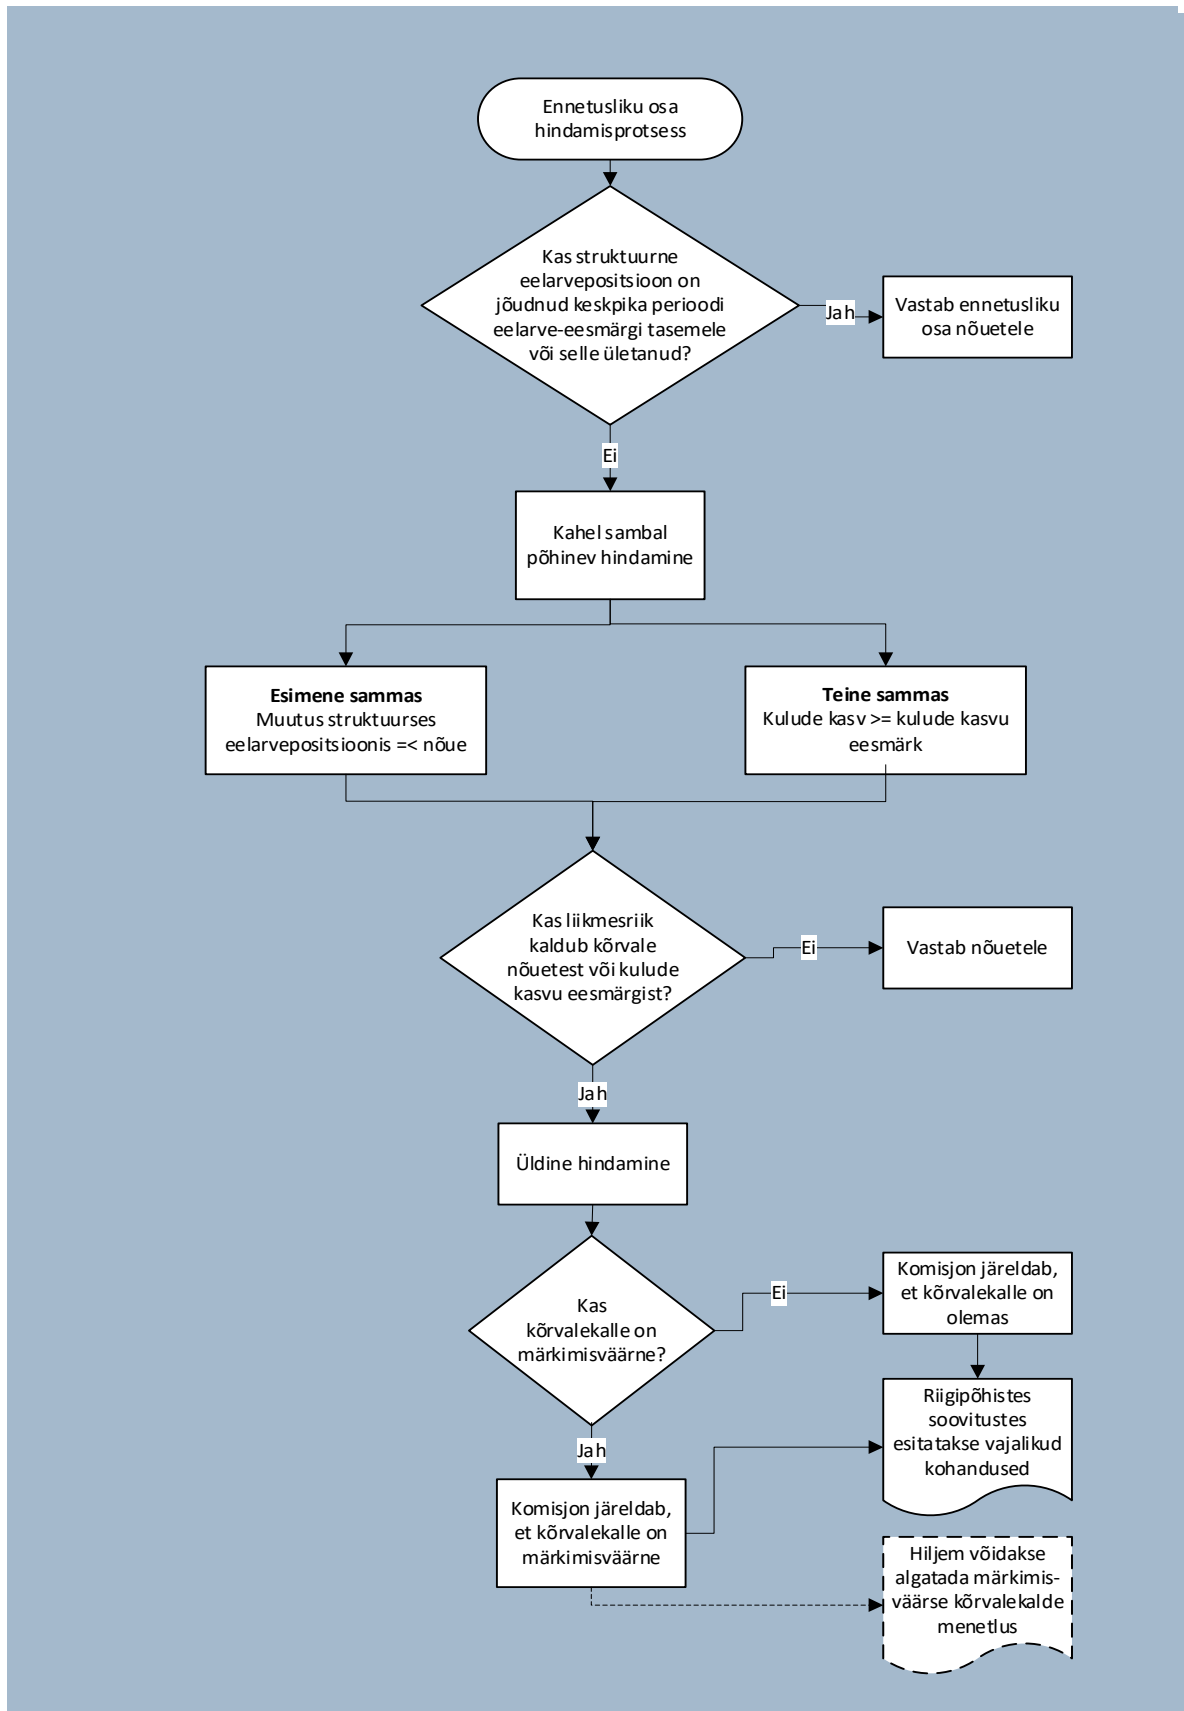 Ennetusliku osa
hindamisprotsess
Kas struktuurne
eelarvepositsioon on
jõudnud keskpika perioodi
eelarve-eesmärgi tasemele
või selle ületanud?
Jah
Vastab ennetusliku
osa nõuetele
Ei
Kahel sambal
põhinev hindamine
Esimene sammas
Muutus struktuurses
eelarvepositsioonis =< nõue
Teine sammas
Kulude kasv >= kulude kasvu
eesmärk
Kas liikmesriik
kaldub kõrvale
nõuetest või kulude
kasvu eesmärgist?
Ei
Vastab nõuetele
Jah
Üldine hindamine
Kas
kõrvalekalle on
märkimisväärne?
Ei
Komisjon järeldab,
et kõrvalekalle on
olemas
Riigipõhistes
soovitustes
esitatakse vajalikud
kohandused
Jah
Komisjon järeldab,
et kõrvalekalle on
märkimisväärne
Hiljem võidakse
algatada märkimis-
väärse kõrvalekalde
menetlus